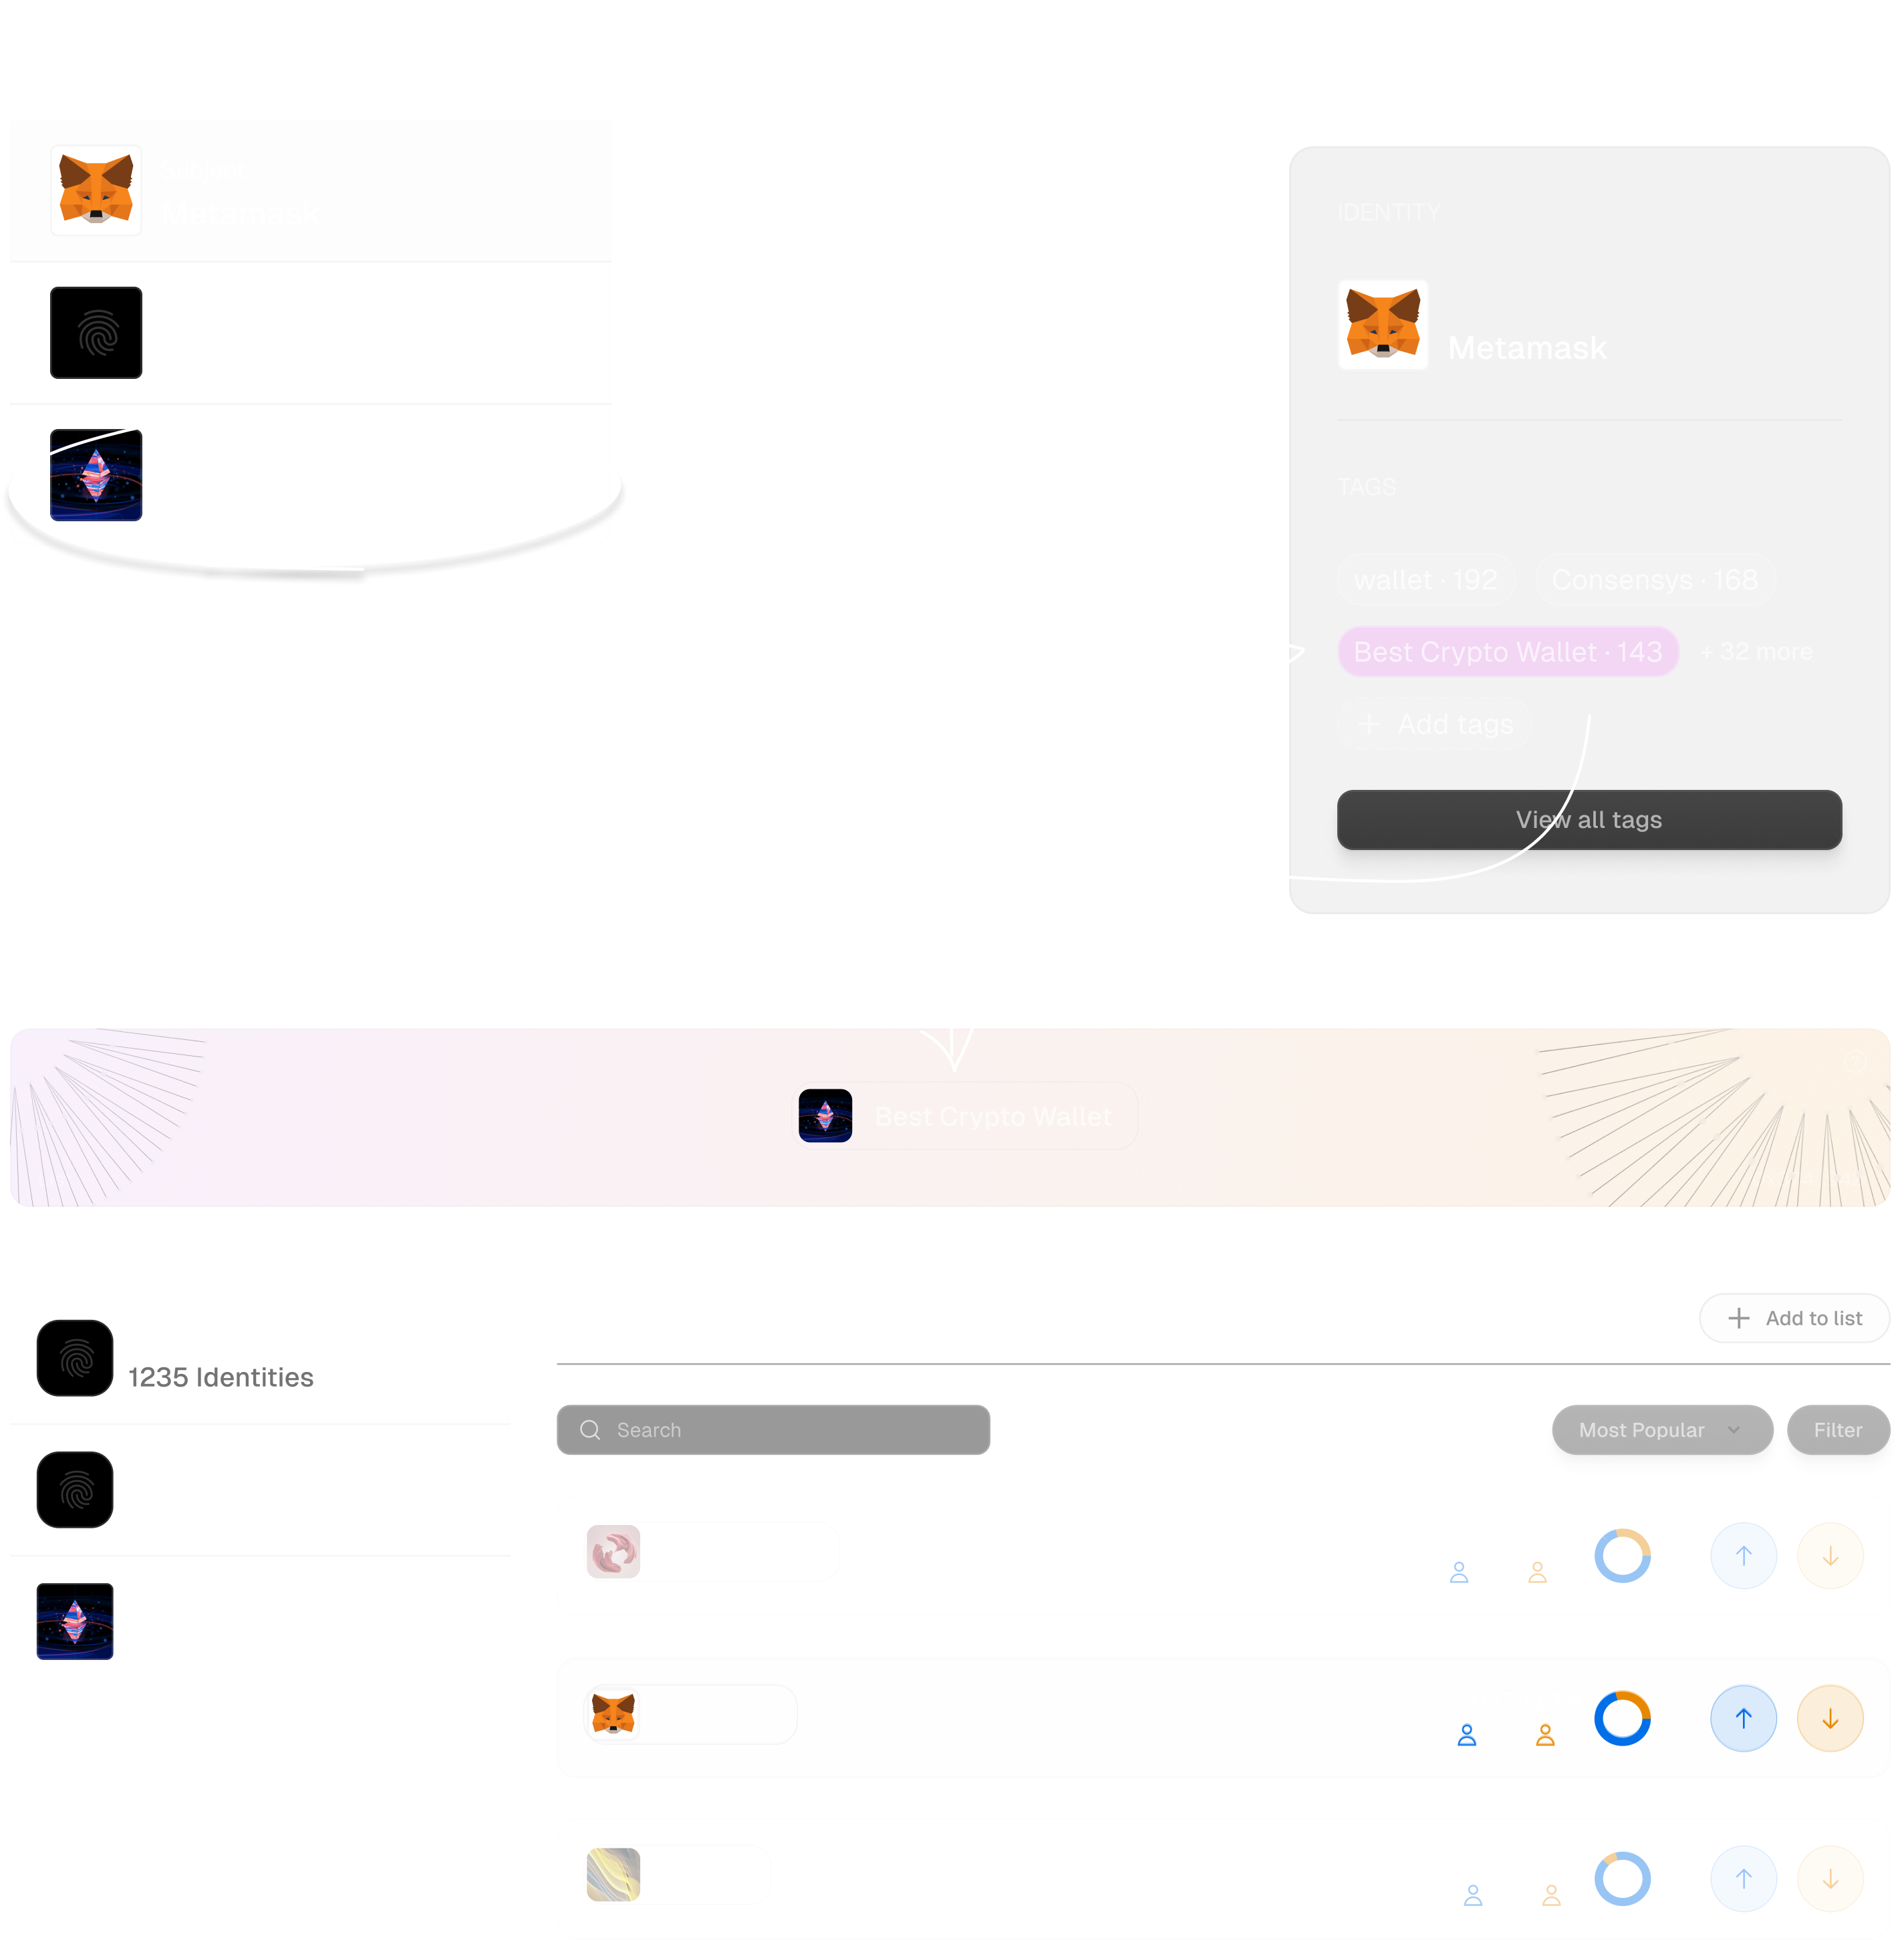 Metamask
IDENTITY
Metamask
TAGS
wallet · 192
Consensys · 168
Best Crypto Wallet · 143
+ 32 more
Add tags
View all tags
Best Crypto Wallet
Add to list
1235 Identities
Search
Most Popular
Filter